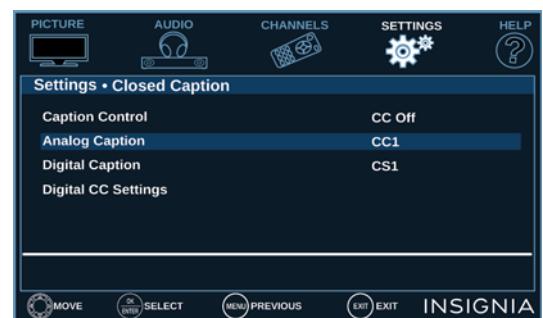 PICTURE AUDIO CHANNELS SETTINGS HELP
?
Settings • Closed Caption
Caption Control CC Off
Analog Caption CC1
Digital Caption CS1
Digital CC Settings
MOVE OK ENTER SELECT MENU PREVIOUS EXIT EXIT INSIGNIA